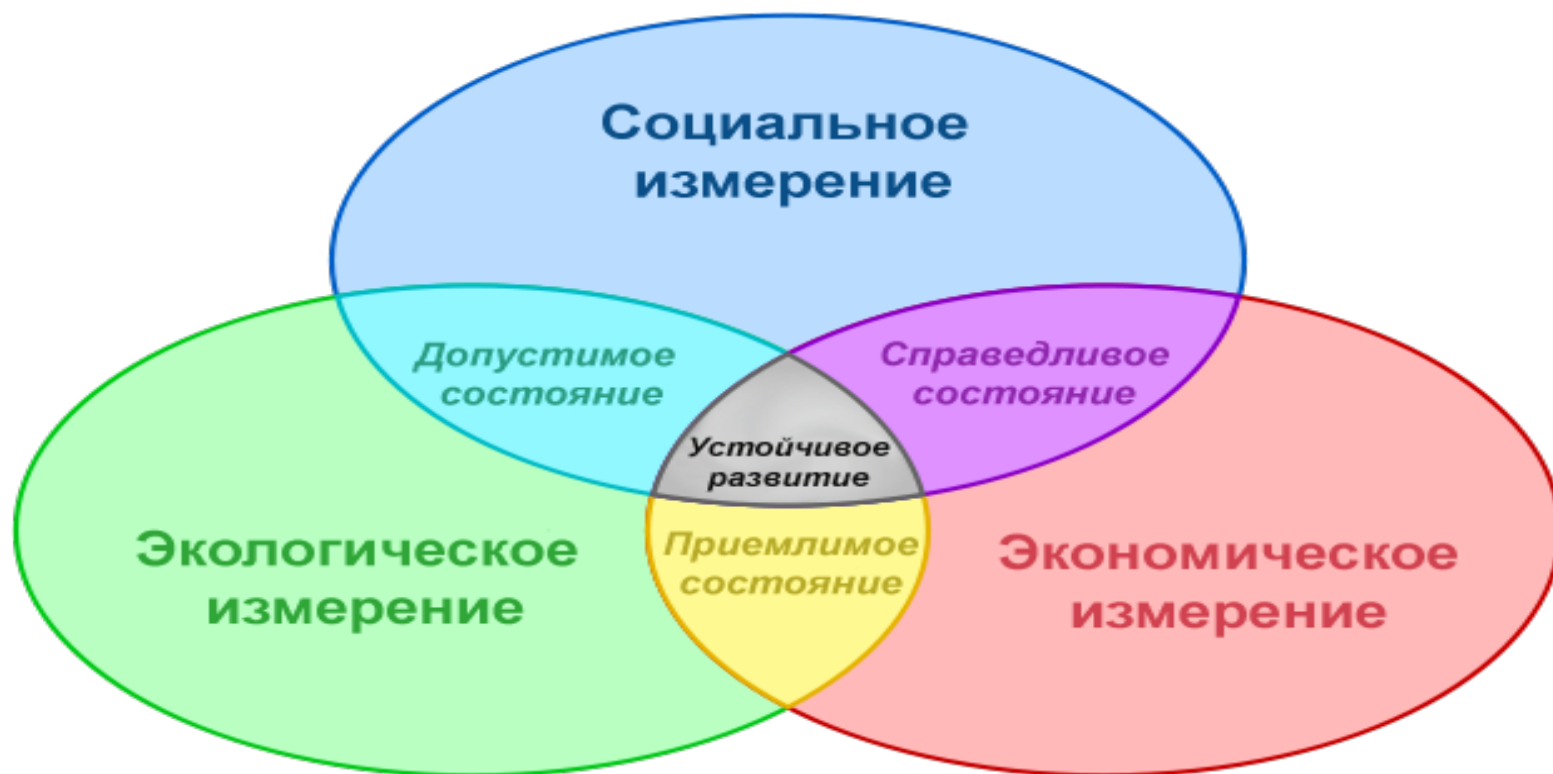 Социальное
измерение
Допустимое
состояние
Справедливое
состояние
Устойчивое
развитие
Экологическое
измерение
Приемлимое
состояние
Экономическое
измерение